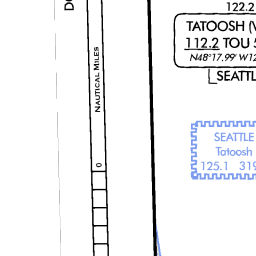 122.2
TATOOSH (V
112.2 TOU 5
N48°17.99' W12
SEATTL
NAUTICAL MILES
0
SEATTLE
Tatoosh
125.1 319